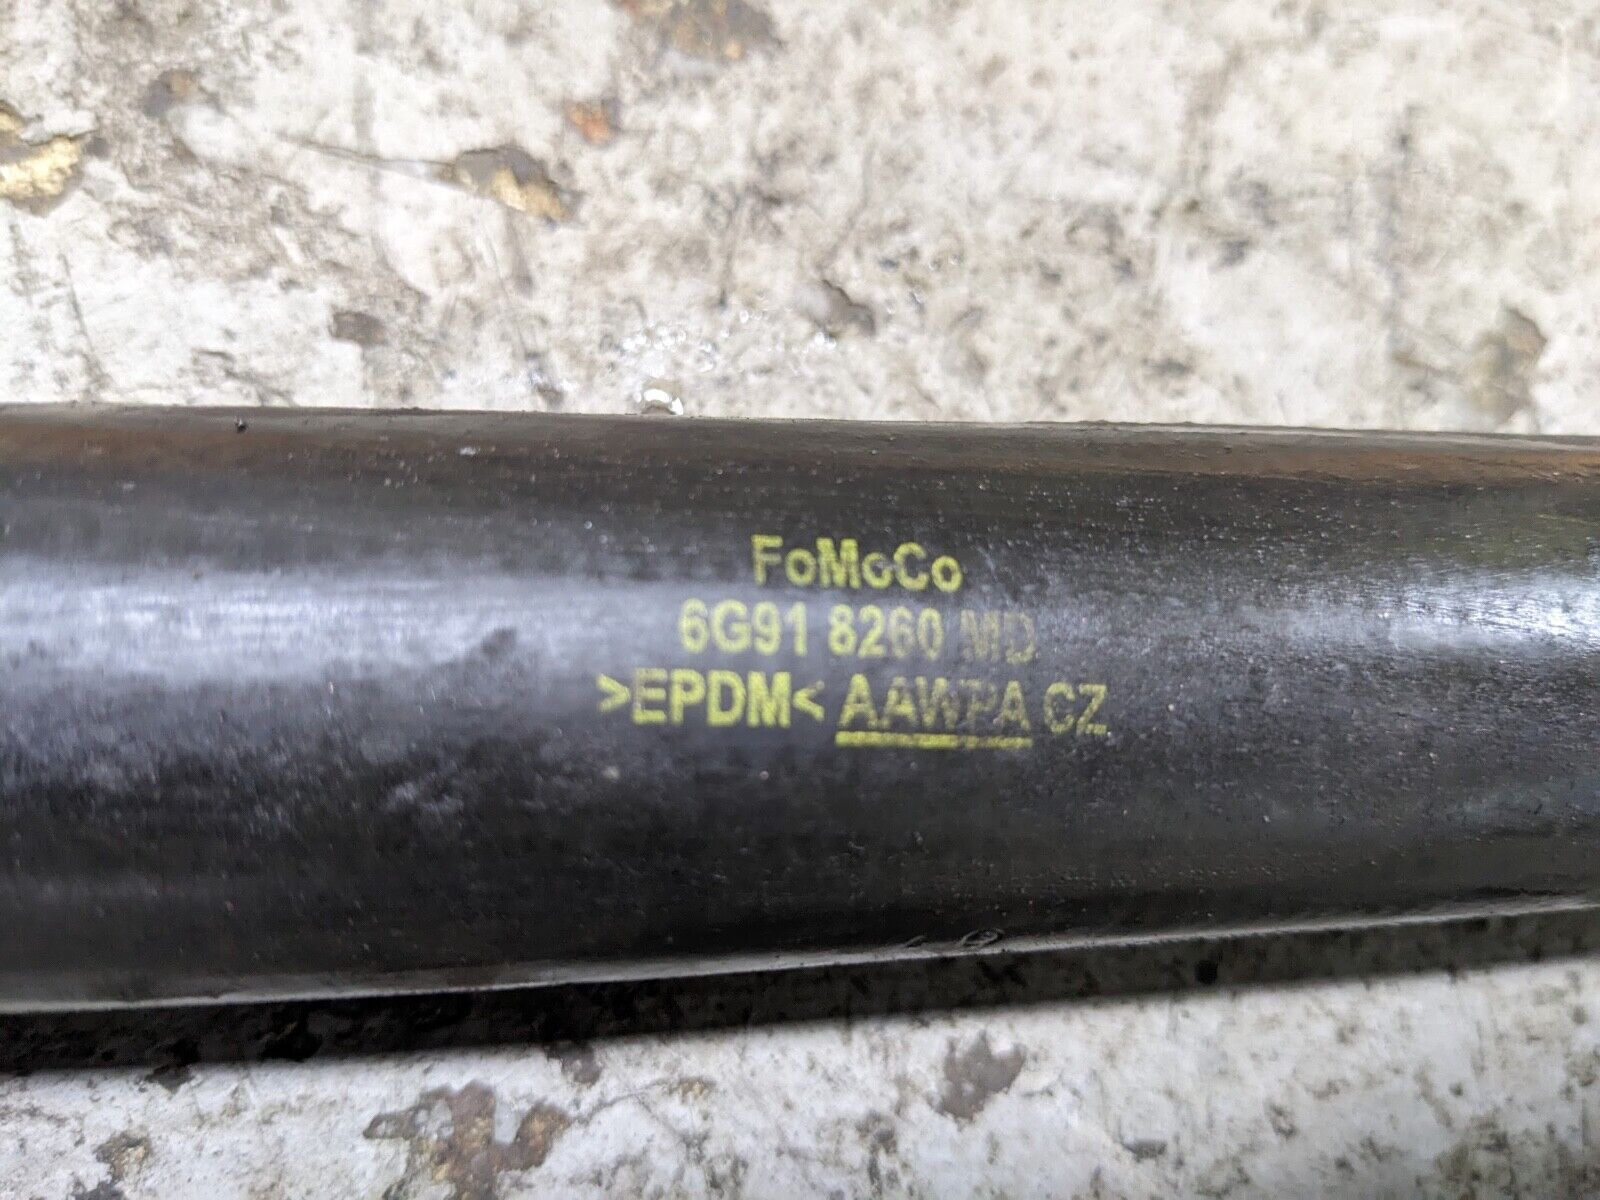 FoMoCo
6G91 8260 MD
>EPDM< AAWPA CZ